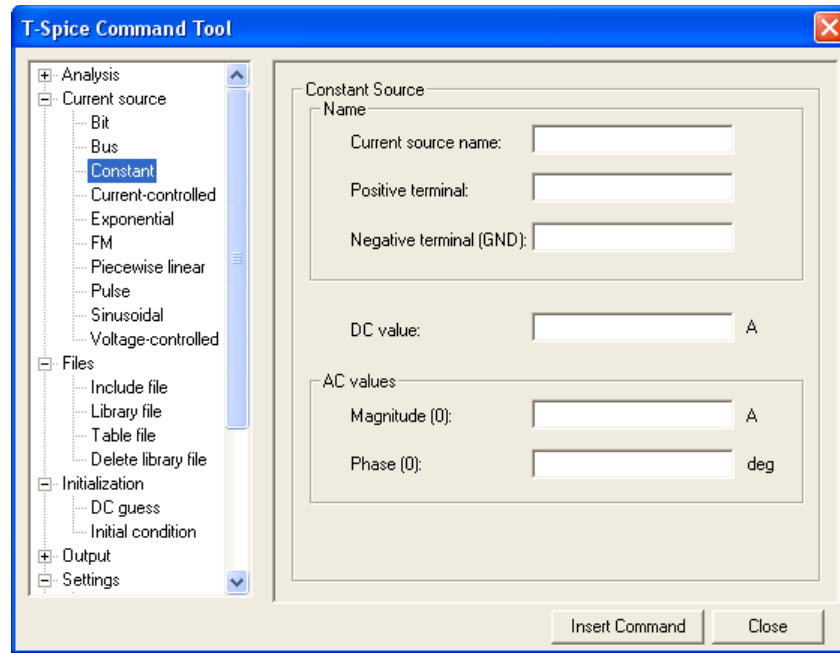 T-Spice Command Tool
Analysis
Current source
Bit
Bus
Constant
Current-controlled
Exponential
FM
Piecewise linear
Pulse
Sinusoidal
Voltage-controlled
Files
Include file
Library file
Table file
Delete library file
Initialization
DC guess
Initial condition
Output
Settings
Constant Source
Name
Current source name:
Positive terminal:
Negative terminal (GND):
DC value: A
AC values
Magnitude (0): A
Phase (0): deg
Insert Command Close